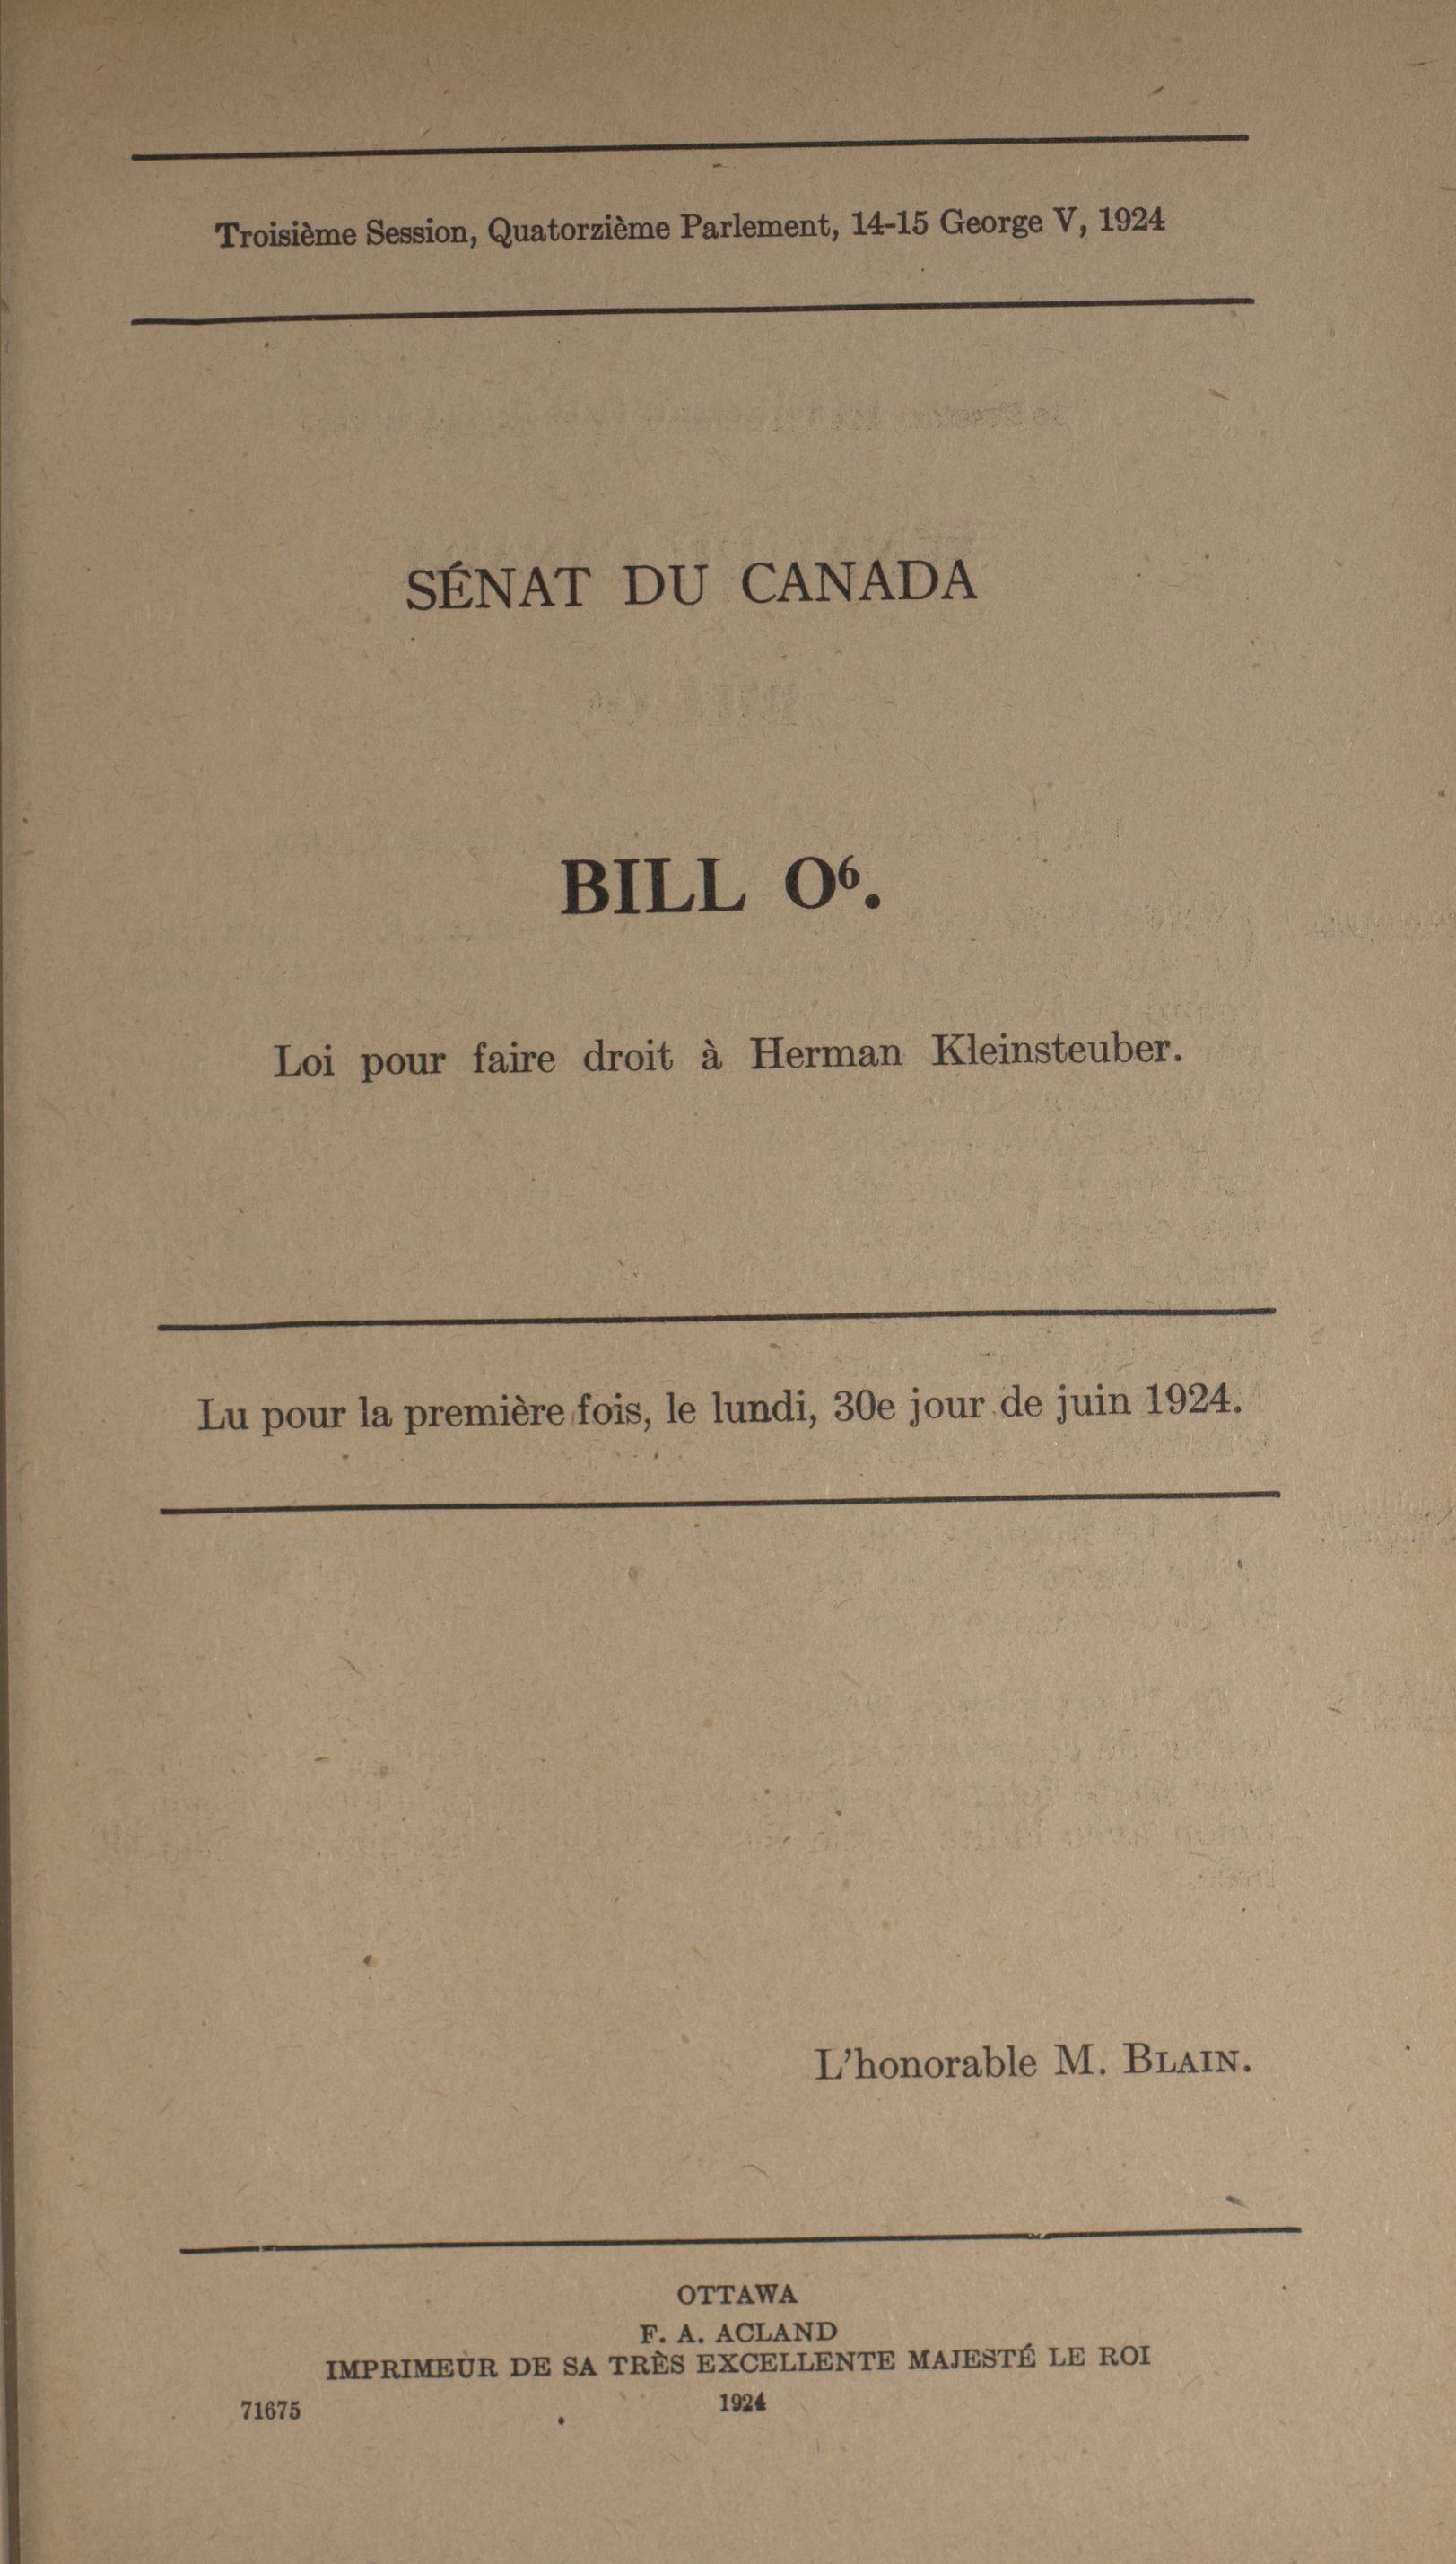 Troisième Session, Quatorzième Parlement, 14-15 George V, 1924
SÉNAT DU CANADA
BILL O⁶.
Loi pour faire droit à Herman Kleinsteuber.
Lu pour la première fois, le lundi, 30e jour de juin 1924.
L'honorable M. BLAIN.
OTTAWA
F. A. ACLAND
IMPRIMEUR DE SA TRÈS EXCELLENTE MAJESTÉ LE ROI
71675 1924